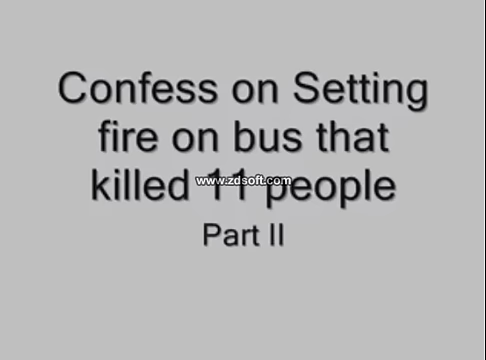 Confess on Setting
fire on bus that
killed 11 people
www.zdsoft.com
Part II